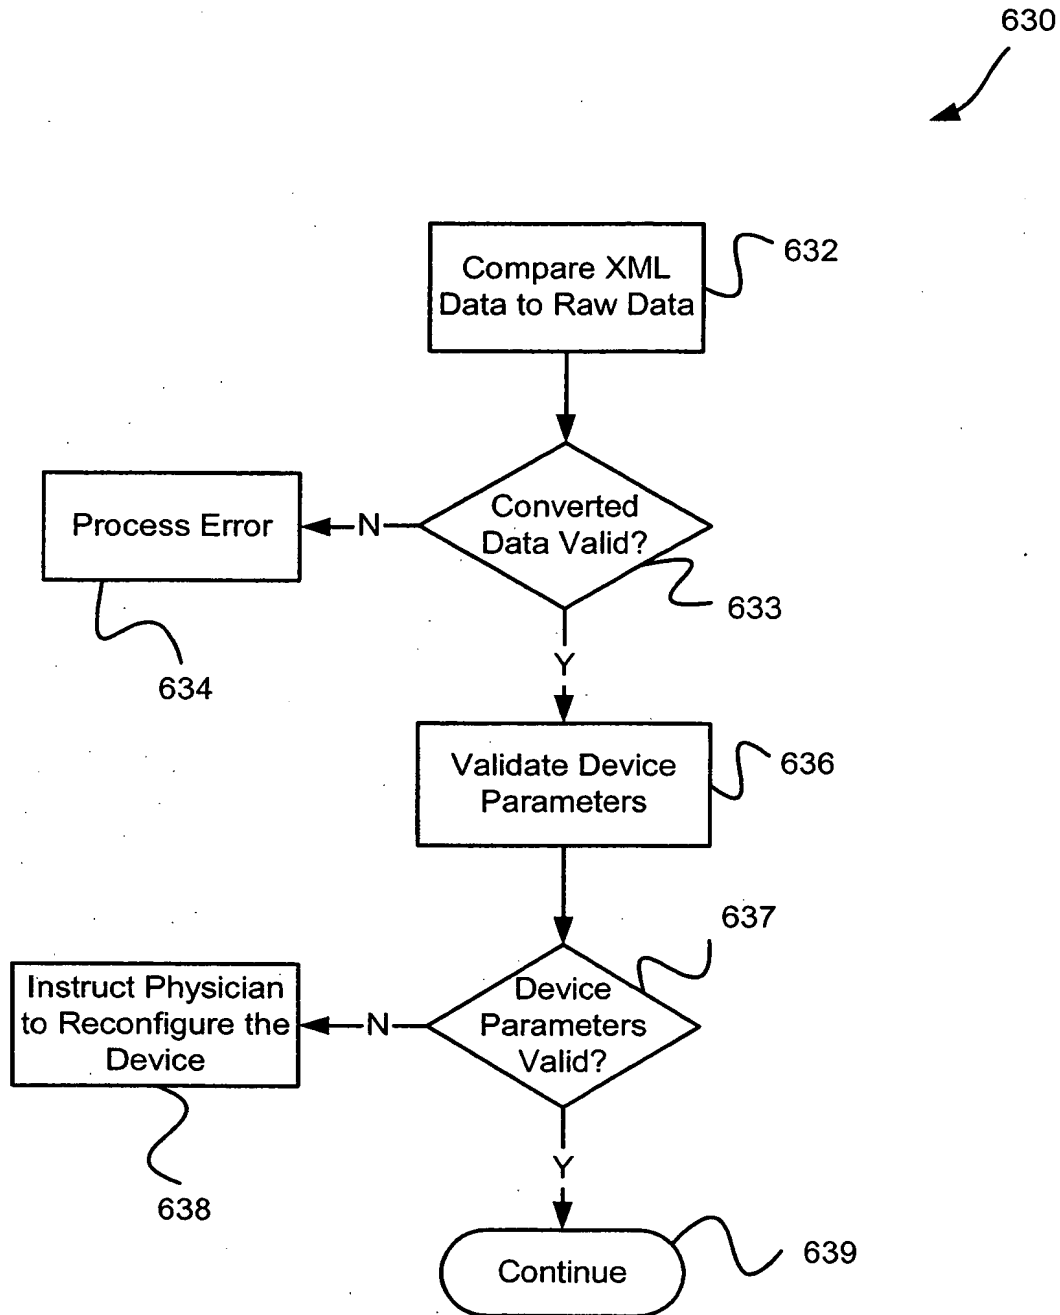 630
Compare XML
Data to Raw Data
632
Converted
Data Valid?
633
N
Process Error
634
Y
Validate Device
Parameters
636
637
Device
Parameters
Valid?
N
Instruct Physician
to Reconfigure the
Device
638
Y
Continue
639